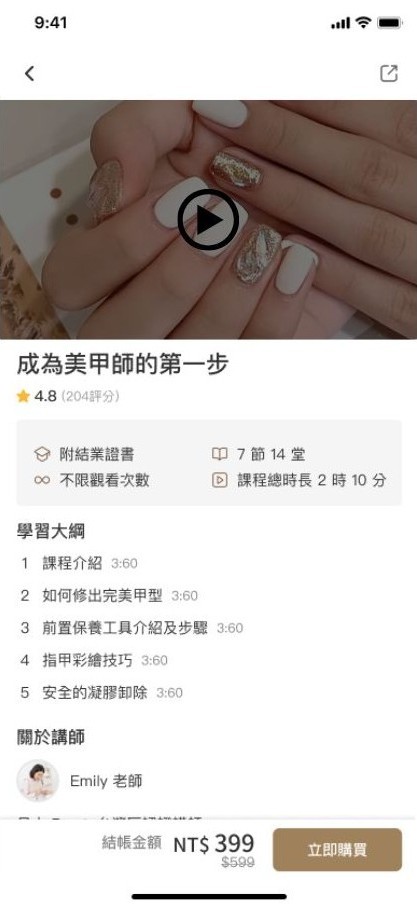 9:41
成為美甲師的第一步
4.8 (204評分)
附結業證書
7 節 14 堂
不限觀看次數
課程總時長 2 時 10 分
學習大綱
1 課程介紹 3:60
2 如何修出完美甲型 3:60
3 前置保養工具介紹及步驟 3:60
4 指甲彩繪技巧 3:60
5 安全的凝膠卸除 3:60
關於講師
Emily 老師
結帳金額 NT$ 399
$599
立即購買